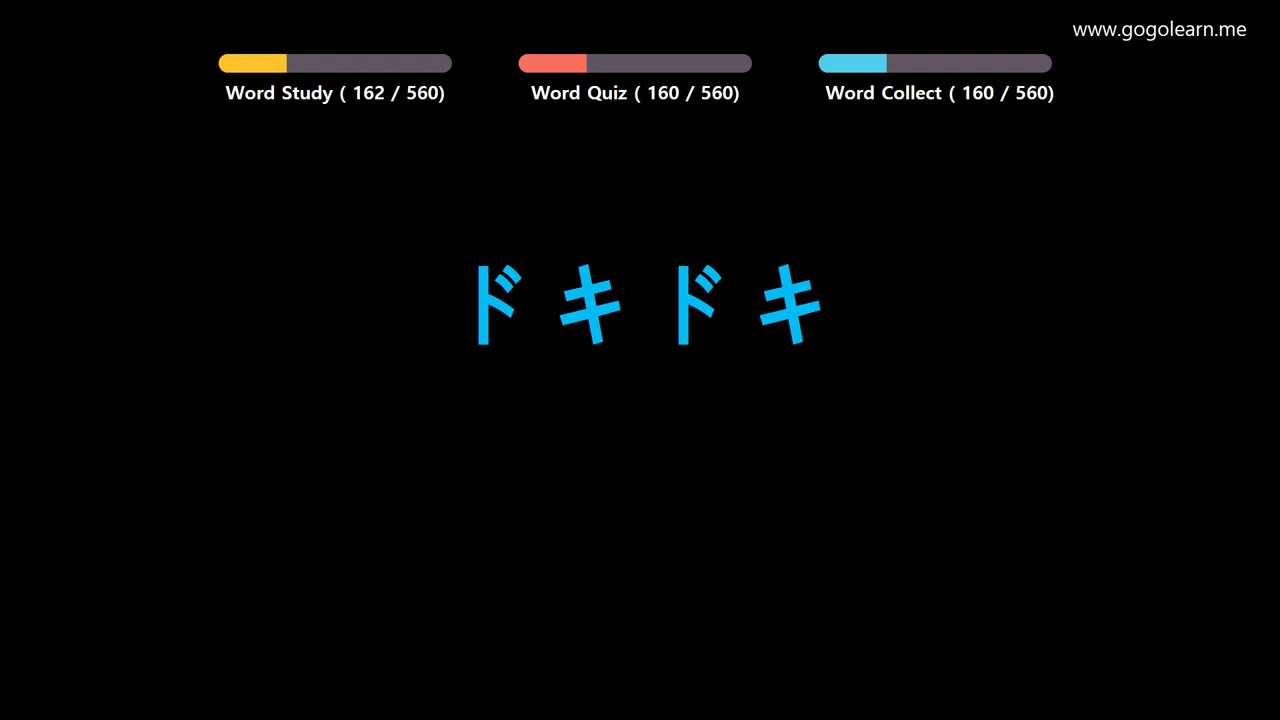 www.gogolearn.me
Word Study ( 162 / 560)
Word Quiz ( 160 / 560)
Word Collect ( 160 / 560)
ドキドキ